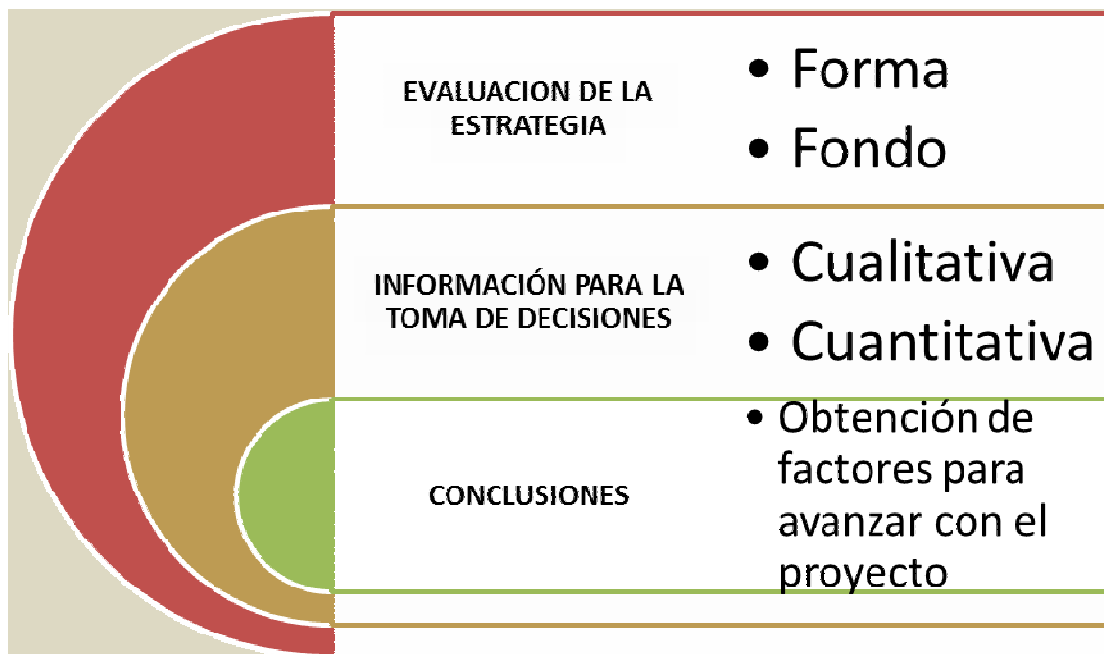 EVALUACION DE LA
ESTRATEGIA
• Forma
• Fondo
INFORMACIÓN PARA LA
TOMA DE DECISIONES
• Cualitativa
• Cuantitativa
CONCLUSIONES
• Obtención de
factores para
avanzar con el
proyecto